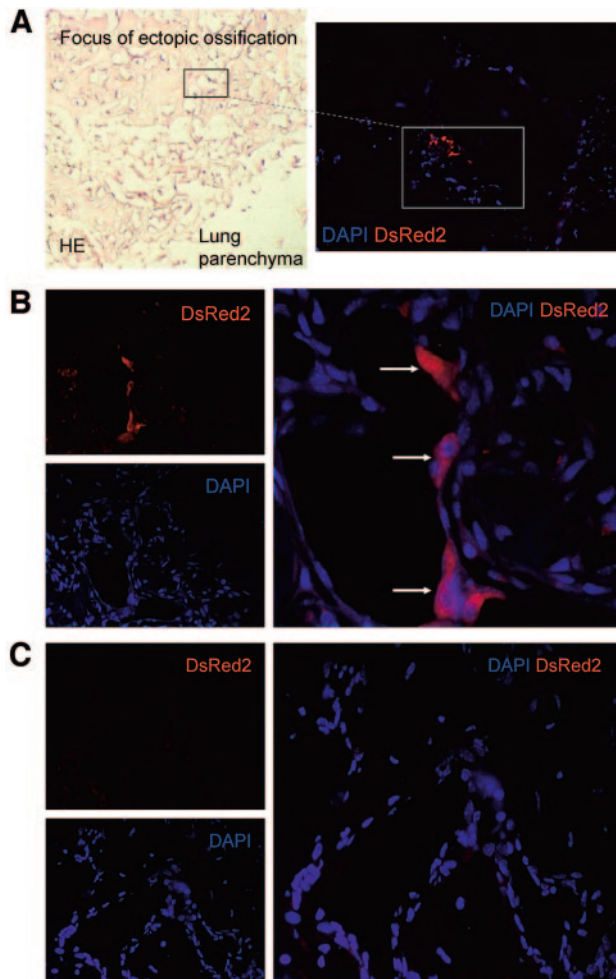 A
Focus of ectopic ossification
HE
Lung
parenchyma
DAPI DsRed2
B
DsRed2
DAPI
DAPI DsRed2
C
DsRed2
DAPI
DAPI DsRed2